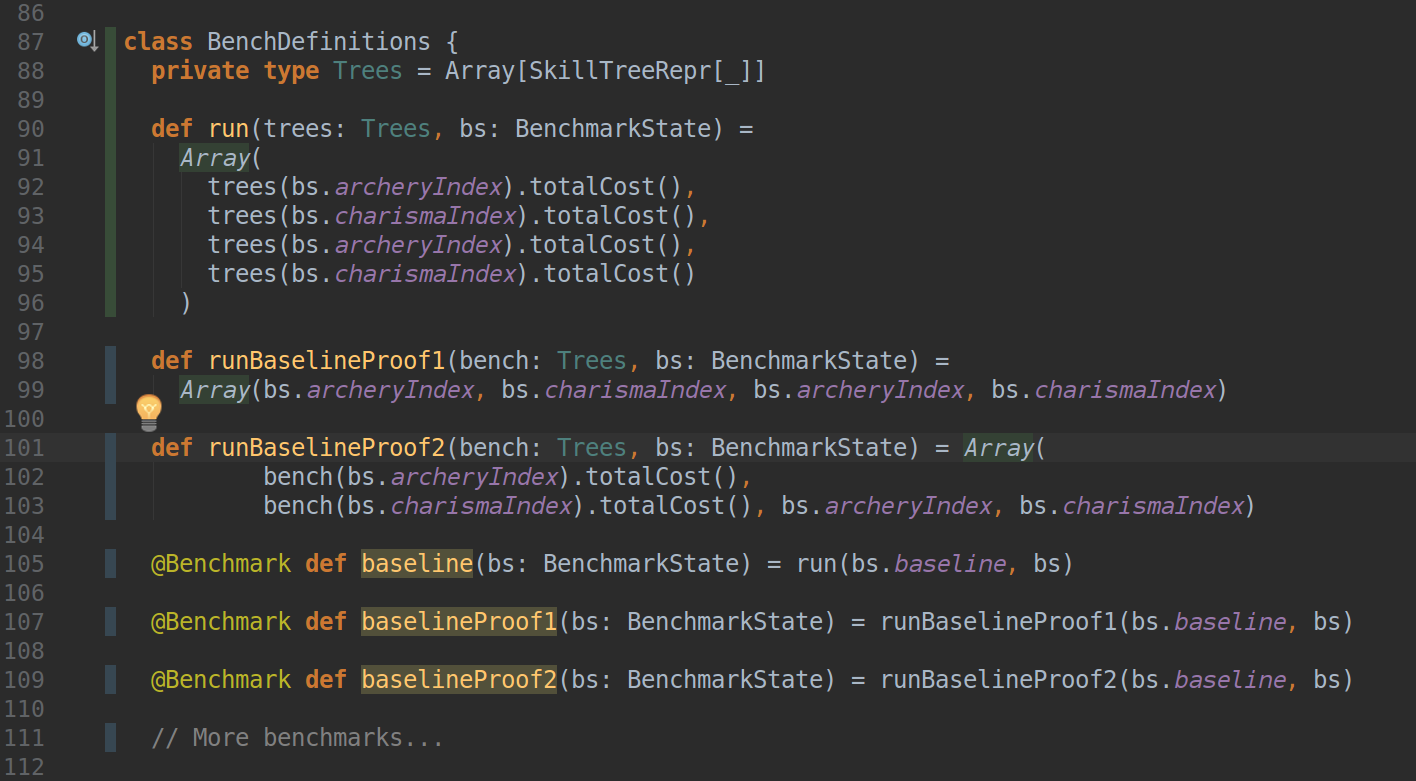 86
87 class BenchDefinitions {
88   private type Trees = Array[SkillTreeRepr[_]]
89
90   def run(trees: Trees, bs: BenchmarkState) =
91     Array(
92       trees(bs.archeryIndex).totalCost(),
93       trees(bs.charismaIndex).totalCost(),
94       trees(bs.archeryIndex).totalCost(),
95       trees(bs.charismaIndex).totalCost()
96     )
97
98   def runBaselineProof1(bench: Trees, bs: BenchmarkState) =
99     Array(bs.archeryIndex, bs.charismaIndex, bs.archeryIndex, bs.charismaIndex)
100
101   def runBaselineProof2(bench: Trees, bs: BenchmarkState) = Array(
102           bench(bs.archeryIndex).totalCost(),
103           bench(bs.charismaIndex).totalCost(), bs.archeryIndex, bs.charismaIndex)
104
105   @Benchmark def baseline(bs: BenchmarkState) = run(bs.baseline, bs)
106
107   @Benchmark def baselineProof1(bs: BenchmarkState) = runBaselineProof1(bs.baseline, bs)
108
109   @Benchmark def baselineProof2(bs: BenchmarkState) = runBaselineProof2(bs.baseline, bs)
110
111   // More benchmarks...
112